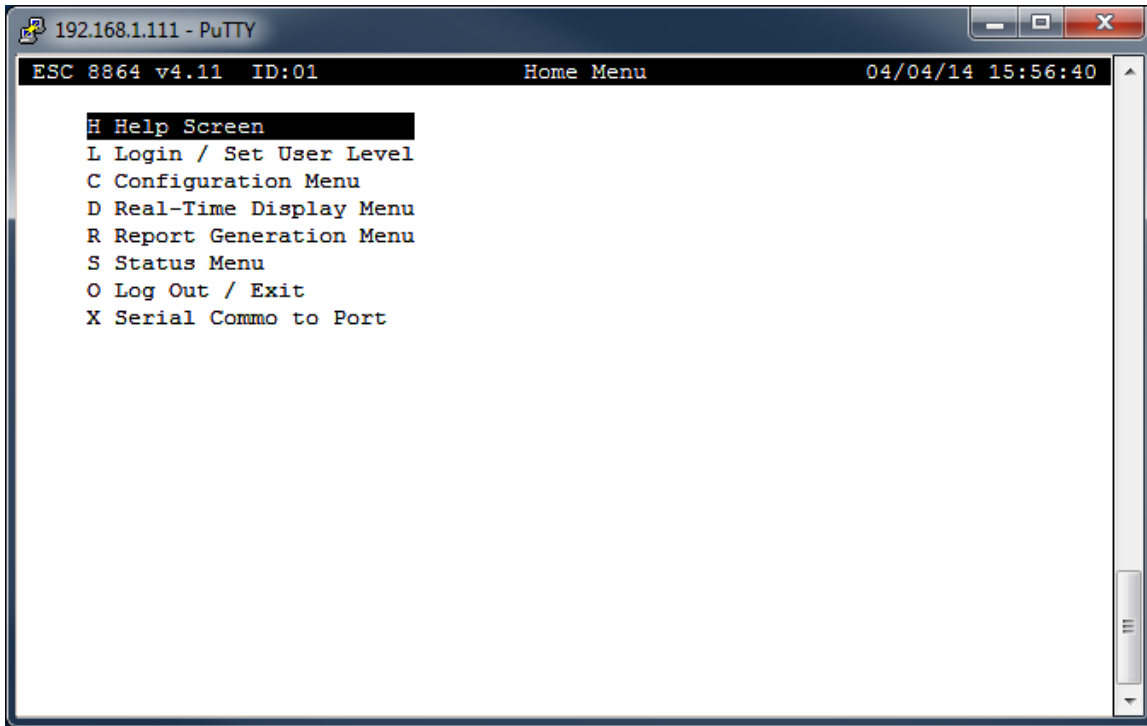 192.168.1.111 - PuTTY
ESC 8864 v4.11 ID:01 Home Menu 04/04/14 15:56:40
H Help Screen
L Login / Set User Level
C Configuration Menu
D Real-Time Display Menu
R Report Generation Menu
S Status Menu
O Log Out / Exit
X Serial Commo to Port